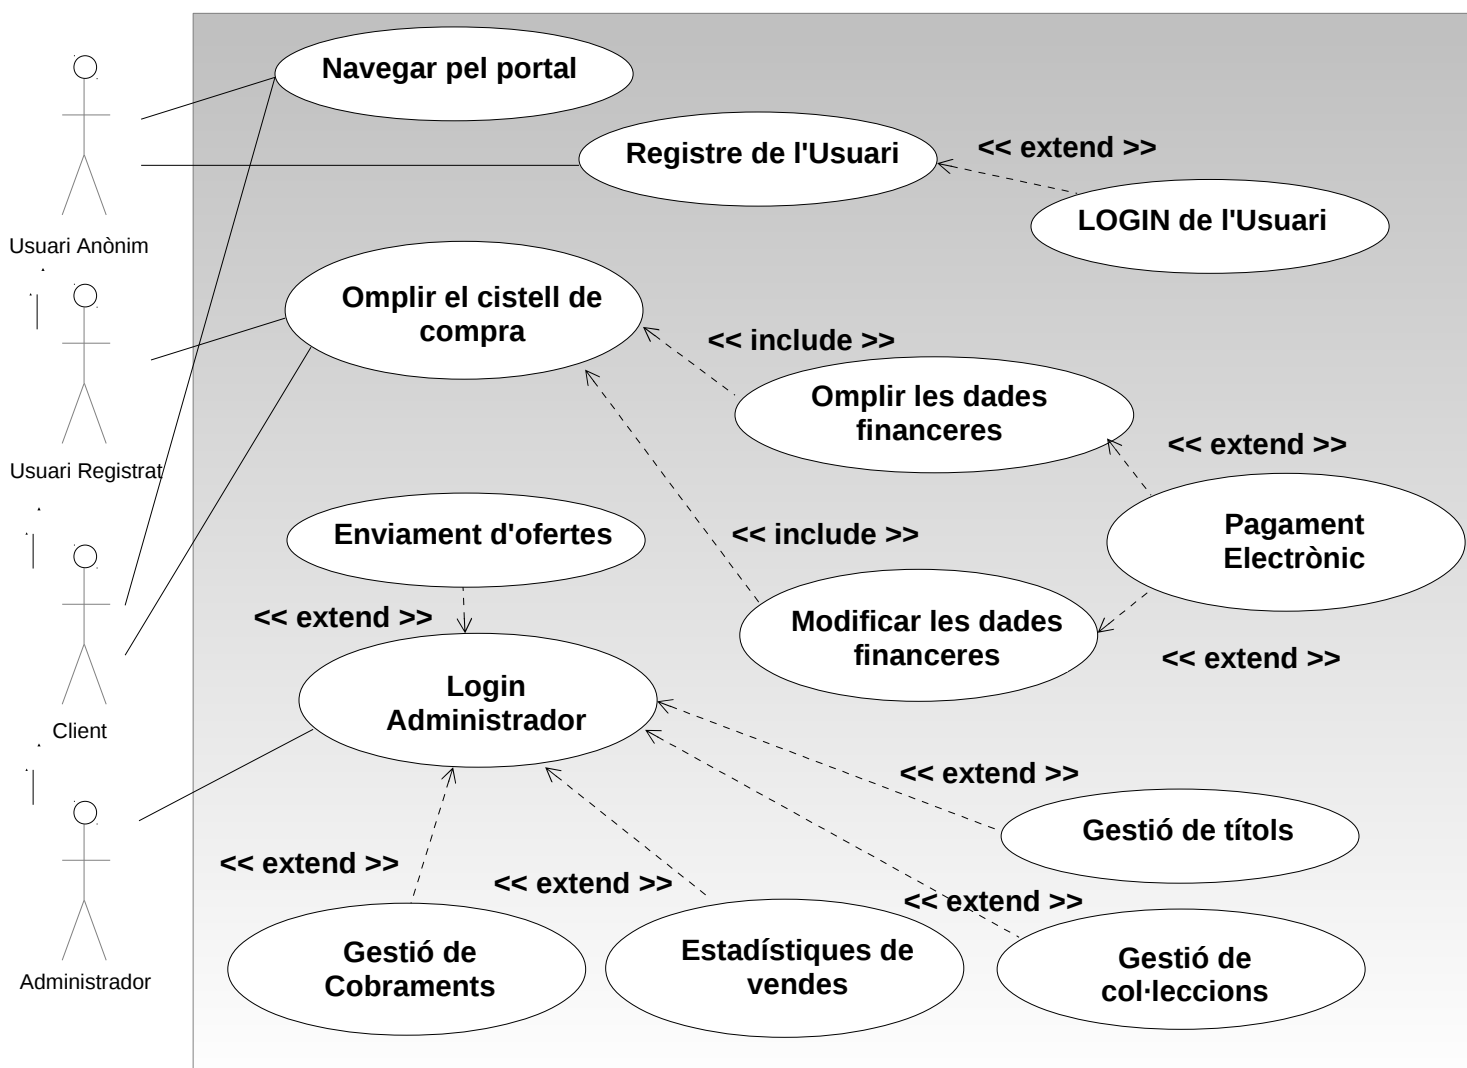 Navegar pel portal
Registre de l'Usuari
<< extend >>
LOGIN de l'Usuari
Usuari Anònim
Omplir el cistell de
compra
<< include >>
Omplir les dades
financeres
<< extend >>
Usuari Registrat
Enviament d'ofertes
<< include >>
Pagament
Electrònic
<< extend >>
Modificar les dades
financeres
<< extend >>
Login
Administrador
Client
<< extend >>
Gestió de títols
<< extend >>
<< extend >>
<< extend >>
Gestió de
Cobraments
Estadístiques de
vendes
Gestió de
col·leccions
Administrador